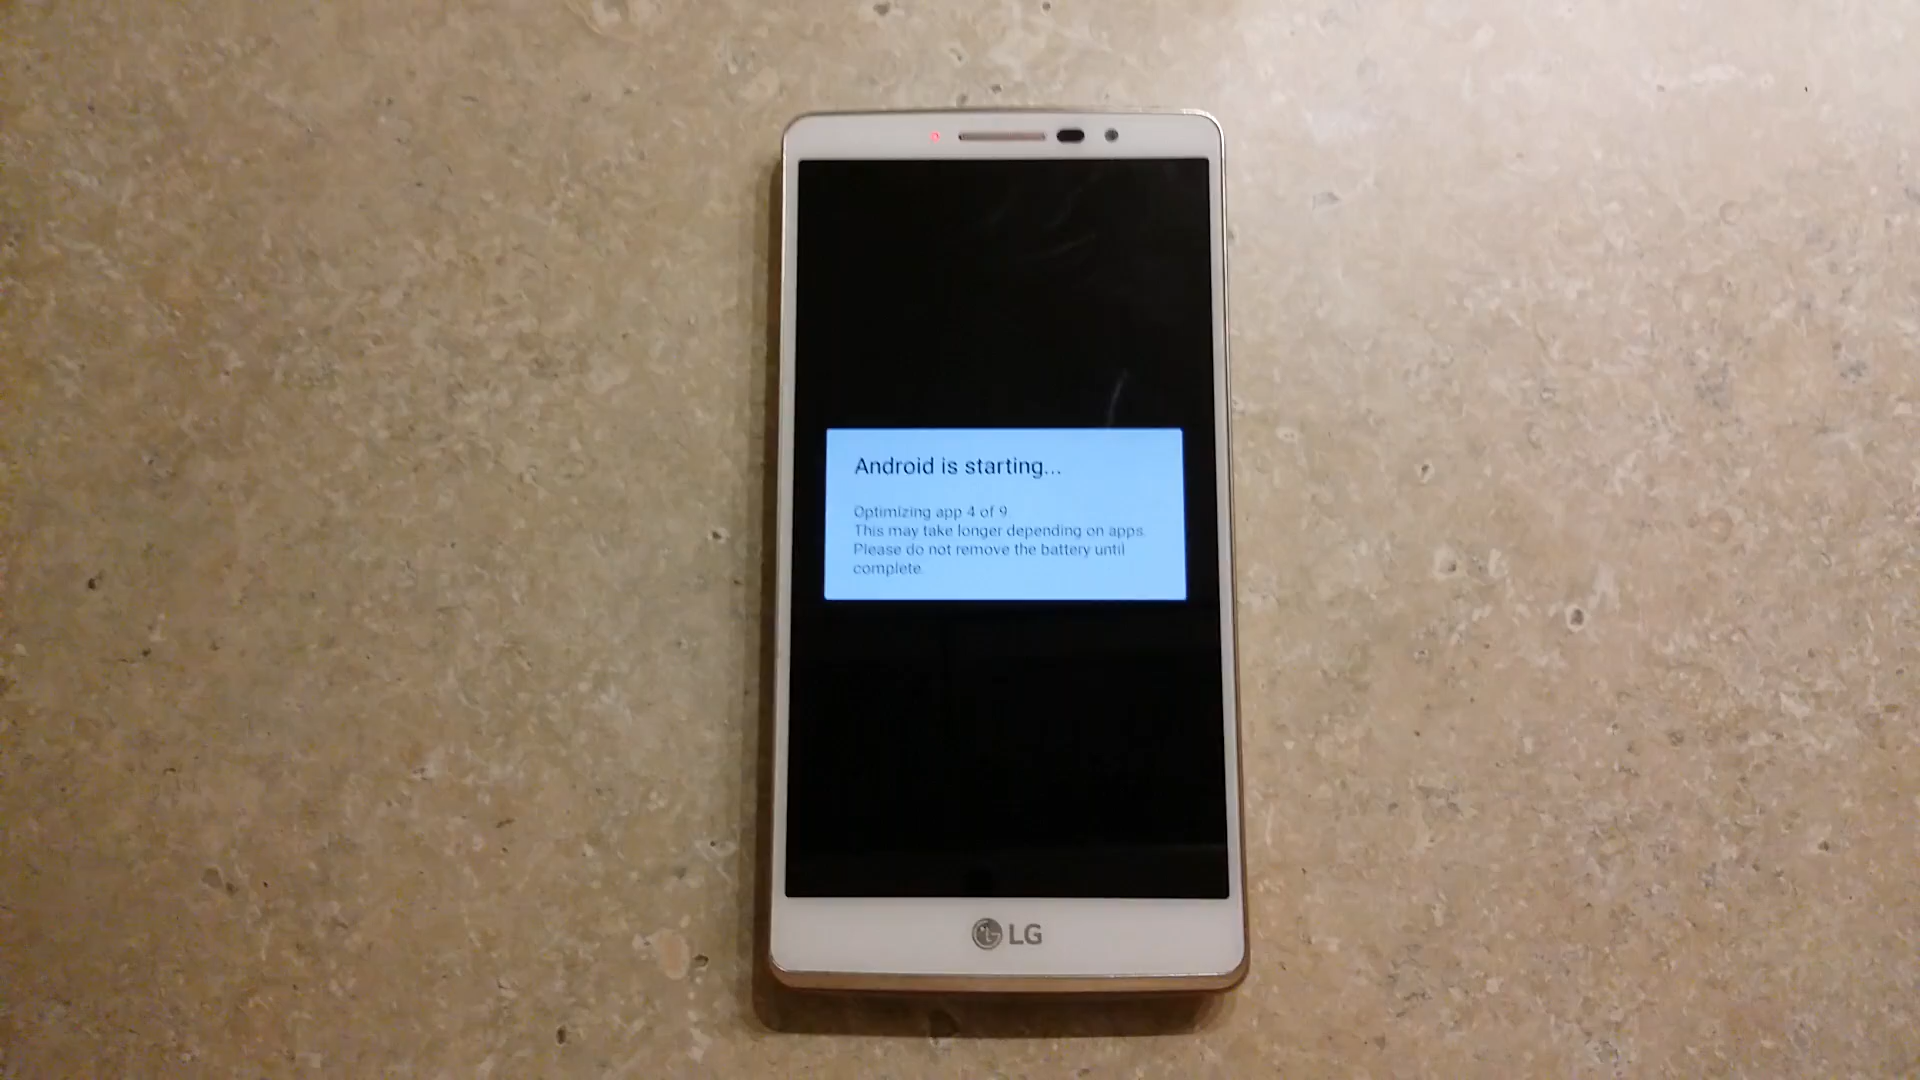 Android is starting...
Optimizing app 4 of 9
This may take longer depending on apps.
Please do not remove the battery until
complete.
LG